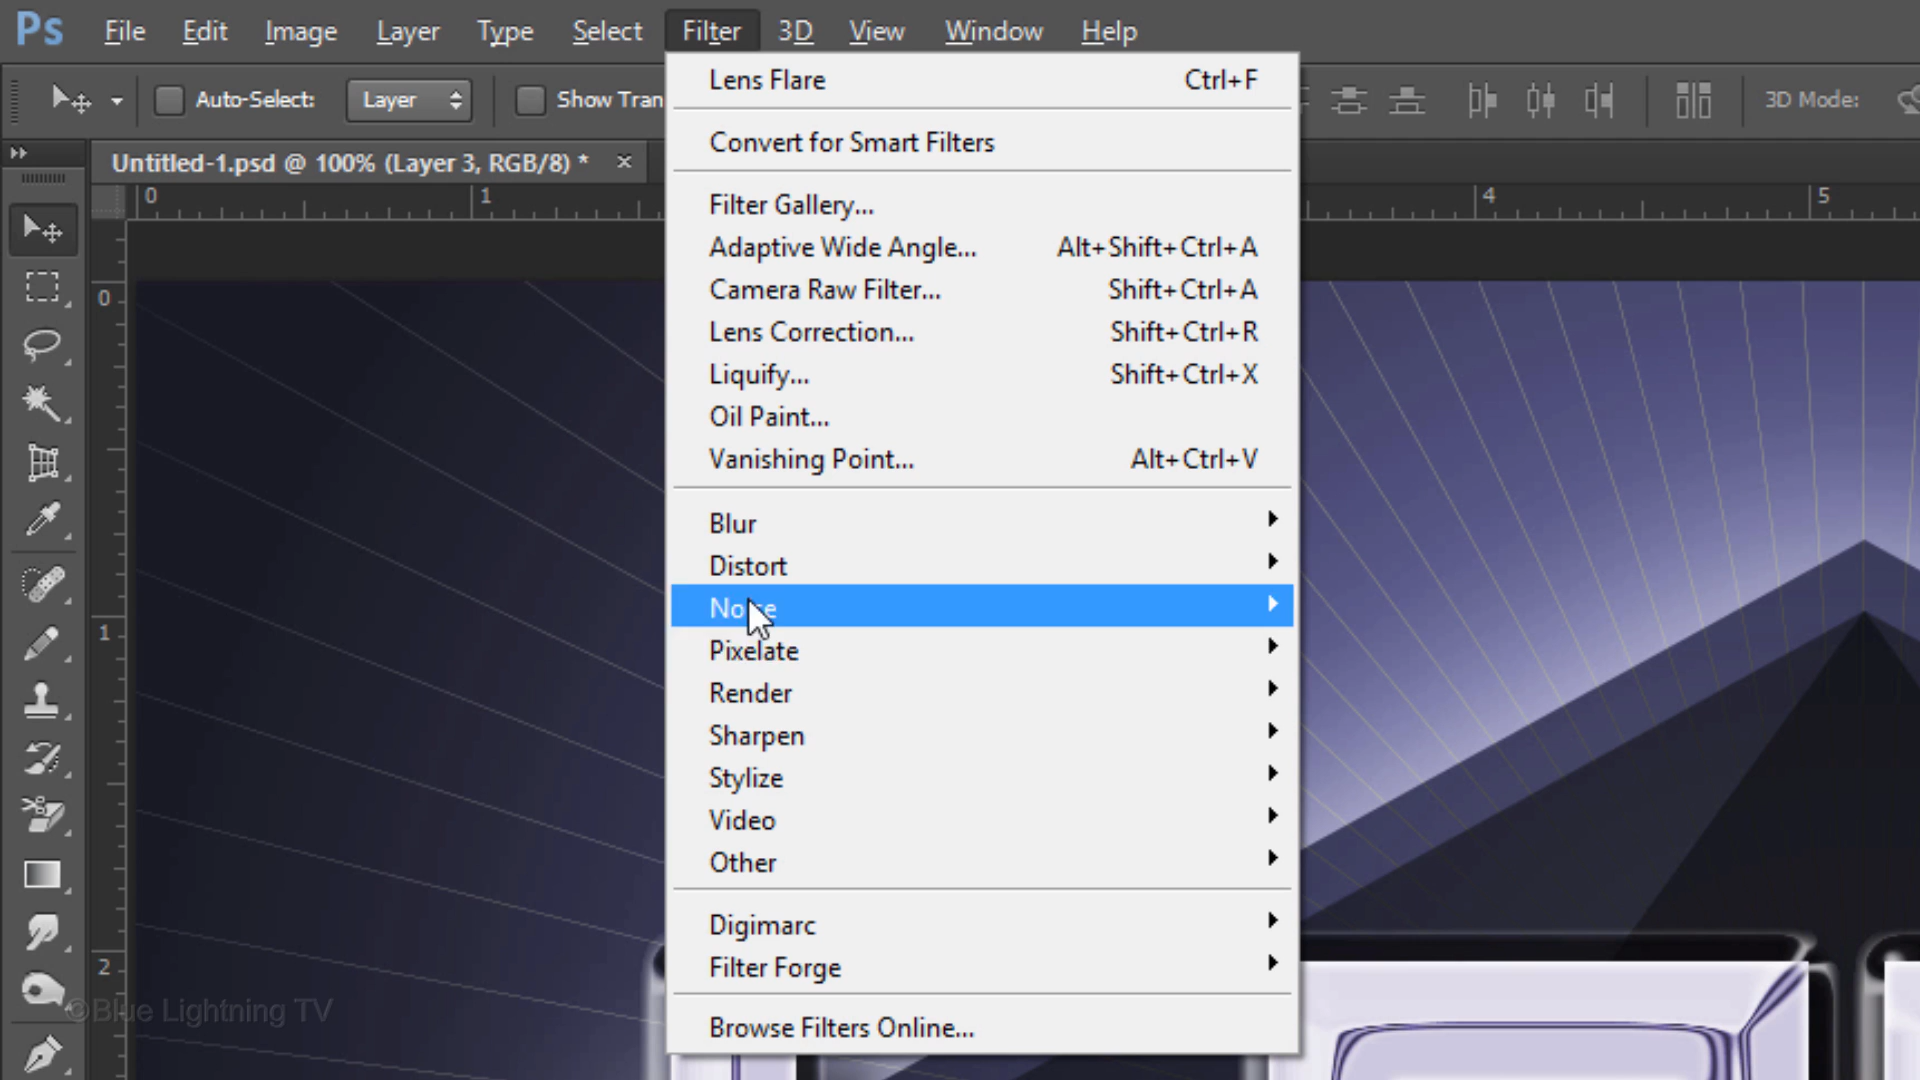 Ps File Edit Image Layer Type Select Filter 3D View Window Help
Auto-Select: Layer Show Tran 3D Mode:
Untitled-1.psd @ 100% (Layer 3, RGB/8) * ×
0 1 4 5
0
1
2
Lens Flare Ctrl+F
Convert for Smart Filters
Filter Gallery...
Adaptive Wide Angle... Alt+Shift+Ctrl+A
Camera Raw Filter... Shift+Ctrl+A
Lens Correction... Shift+Ctrl+R
Liquify... Shift+Ctrl+X
Oil Paint...
Vanishing Point... Alt+Ctrl+V
Blur
Distort
Noise
Pixelate
Render
Sharpen
Stylize
Video
Other
Digimarc
Filter Forge
Browse Filters Online...
©Blue Lightning TV